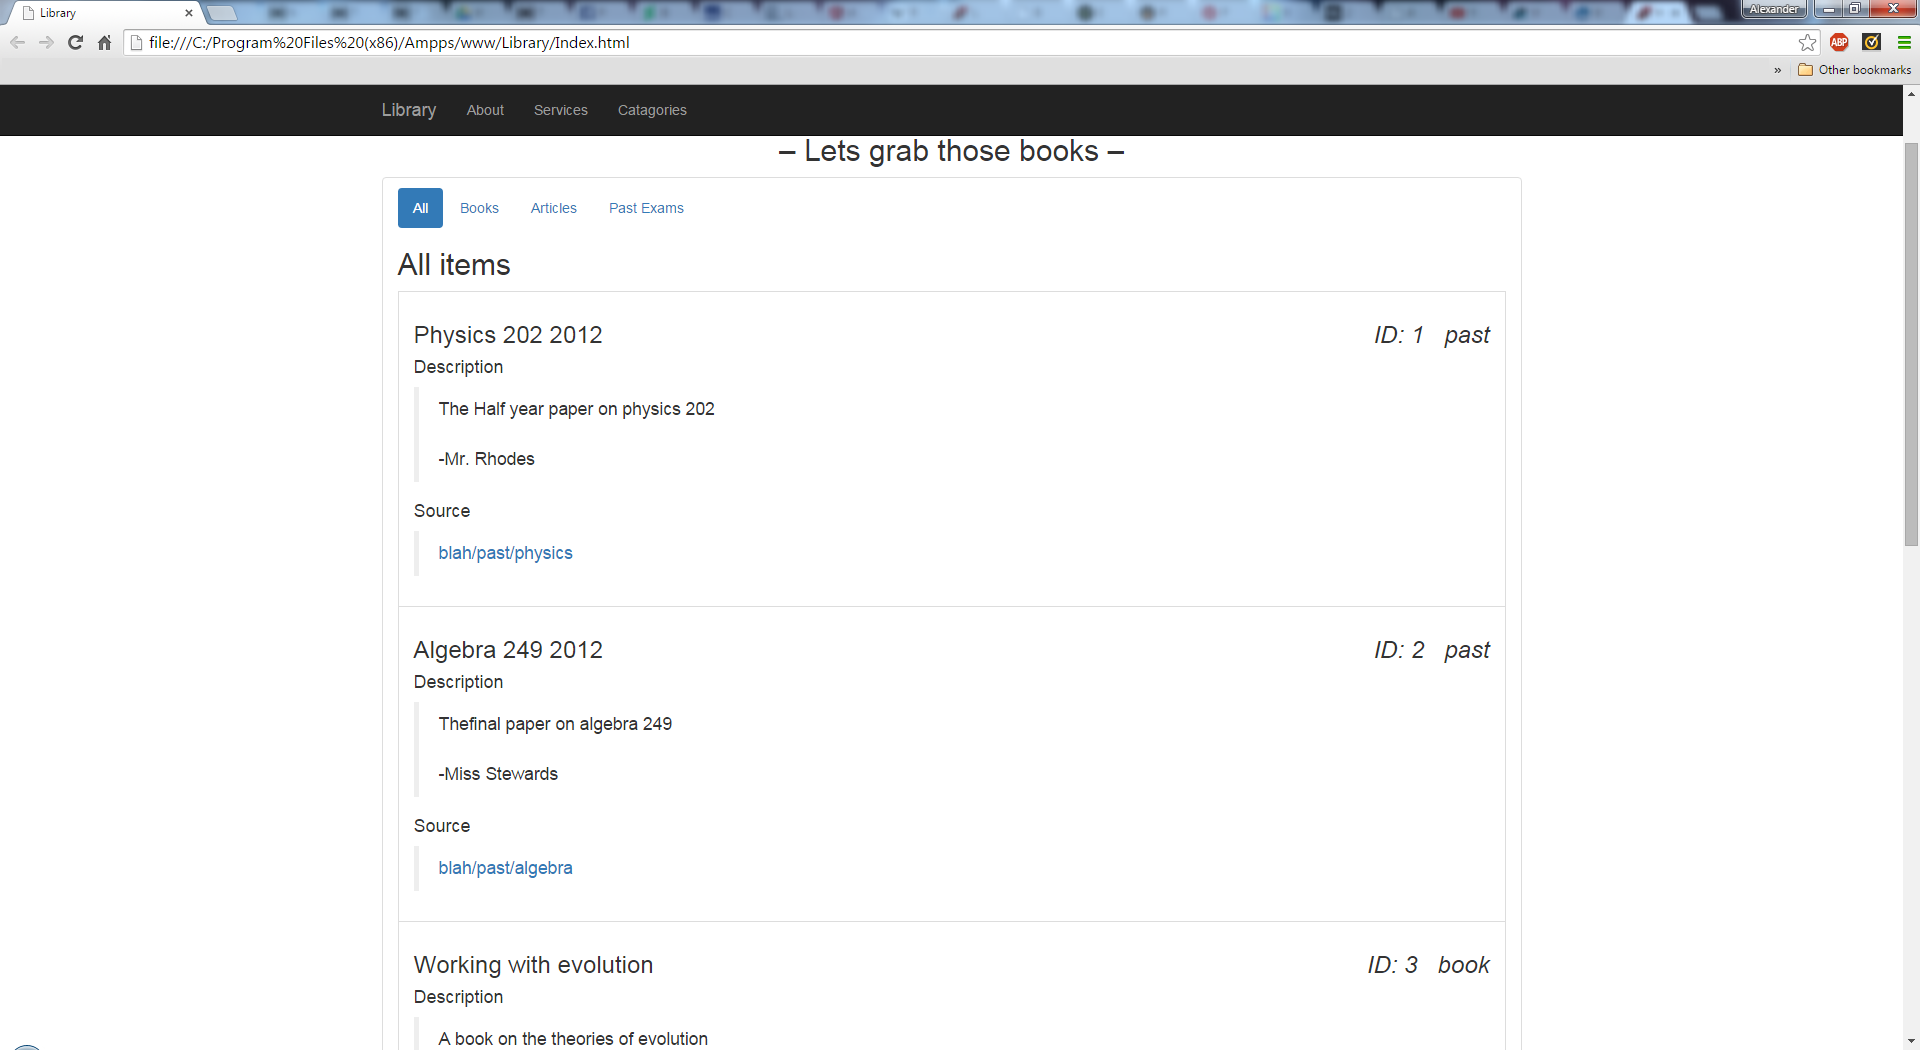 Library
Alexander
file:///C:/Program%20Files%20(x86)/Ampps/www/Library/Index.html
ABP
» Other bookmarks
Library About Services Catagories
– Lets grab those books –
All Books Articles Past Exams
All items
Physics 202 2012 ID: 1 past
Description
The Half year paper on physics 202
-Mr. Rhodes
Source
blah/past/physics
Algebra 249 2012 ID: 2 past
Description
Thefinal paper on algebra 249
-Miss Stewards
Source
blah/past/algebra
Working with evolution ID: 3 book
Description
A book on the theories of evolution